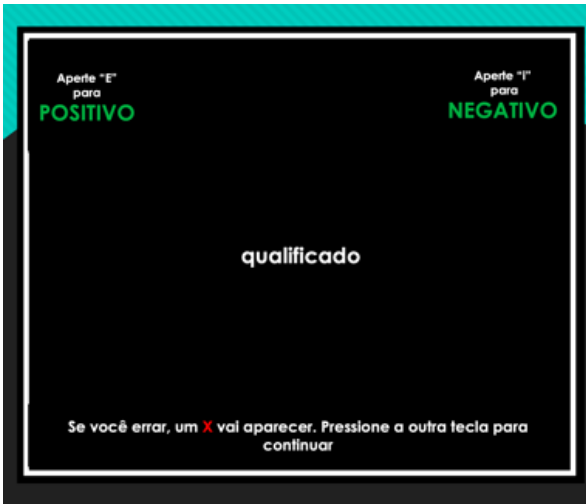 Aperte "E"
para
POSITIVO
Aperte "i"
para
NEGATIVO
qualificado
Se você errar, um X vai aparecer. Pressione a outra tecla para
continuar